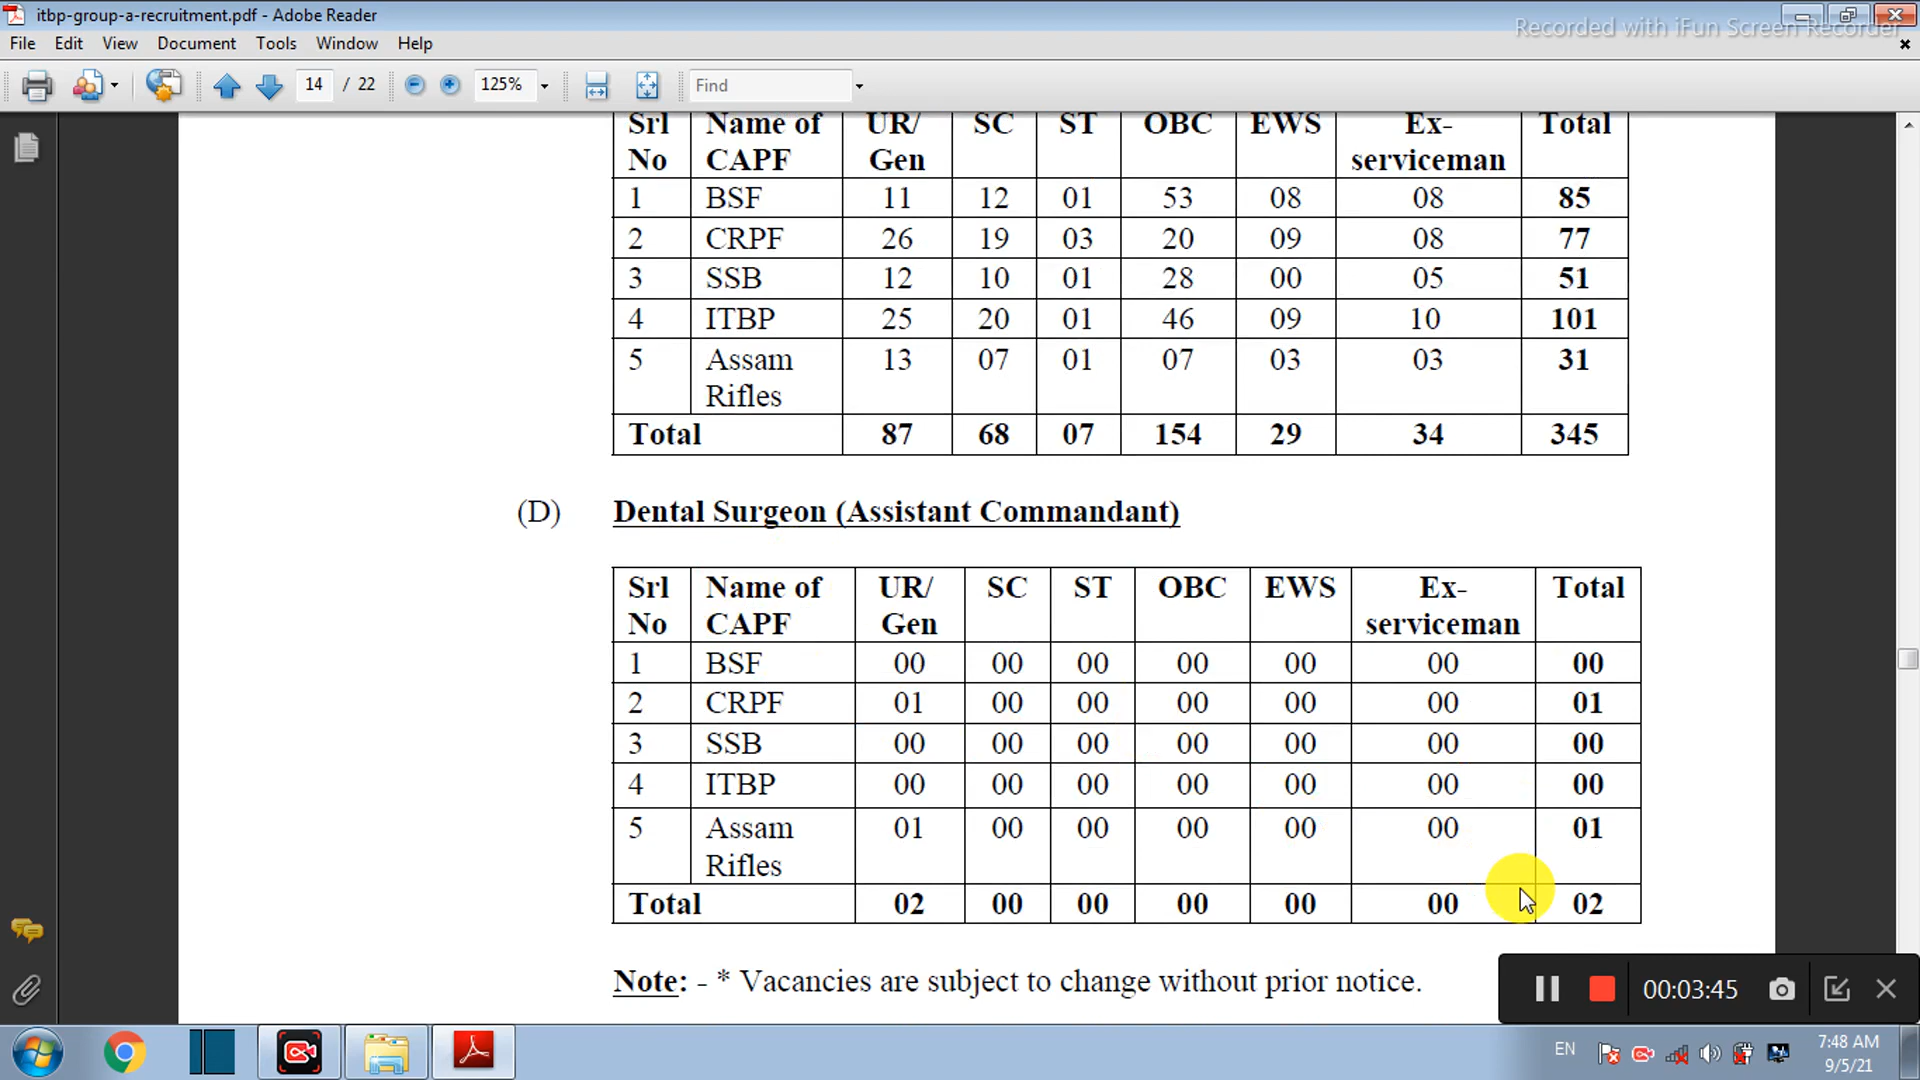 itbp-group-a-recruitment.pdf - Adobe Reader
Recorded with iFun Screen Recorder
File Edit View Document Tools Window Help
14 / 22 125% Find
Srl No Name of CAPF UR/ Gen SC ST OBC EWS Ex-serviceman Total
1 BSF 11 12 01 53 08 08 85
2 CRPF 26 19 03 20 09 08 77
3 SSB 12 10 01 28 00 05 51
4 ITBP 25 20 01 46 09 10 101
5 Assam Rifles 13 07 01 07 03 03 31
Total 87 68 07 154 29 34 345
(D) Dental Surgeon (Assistant Commandant)
Srl No Name of CAPF UR/ Gen SC ST OBC EWS Ex-serviceman Total
1 BSF 00 00 00 00 00 00 00
2 CRPF 01 00 00 00 00 00 01
3 SSB 00 00 00 00 00 00 00
4 ITBP 00 00 00 00 00 00 00
5 Assam Rifles 01 00 00 00 00 00 01
Total 02 00 00 00 00 00 02
Note: - * Vacancies are subject to change without prior notice.
00:03:45
EN 7:48 AM
9/5/21